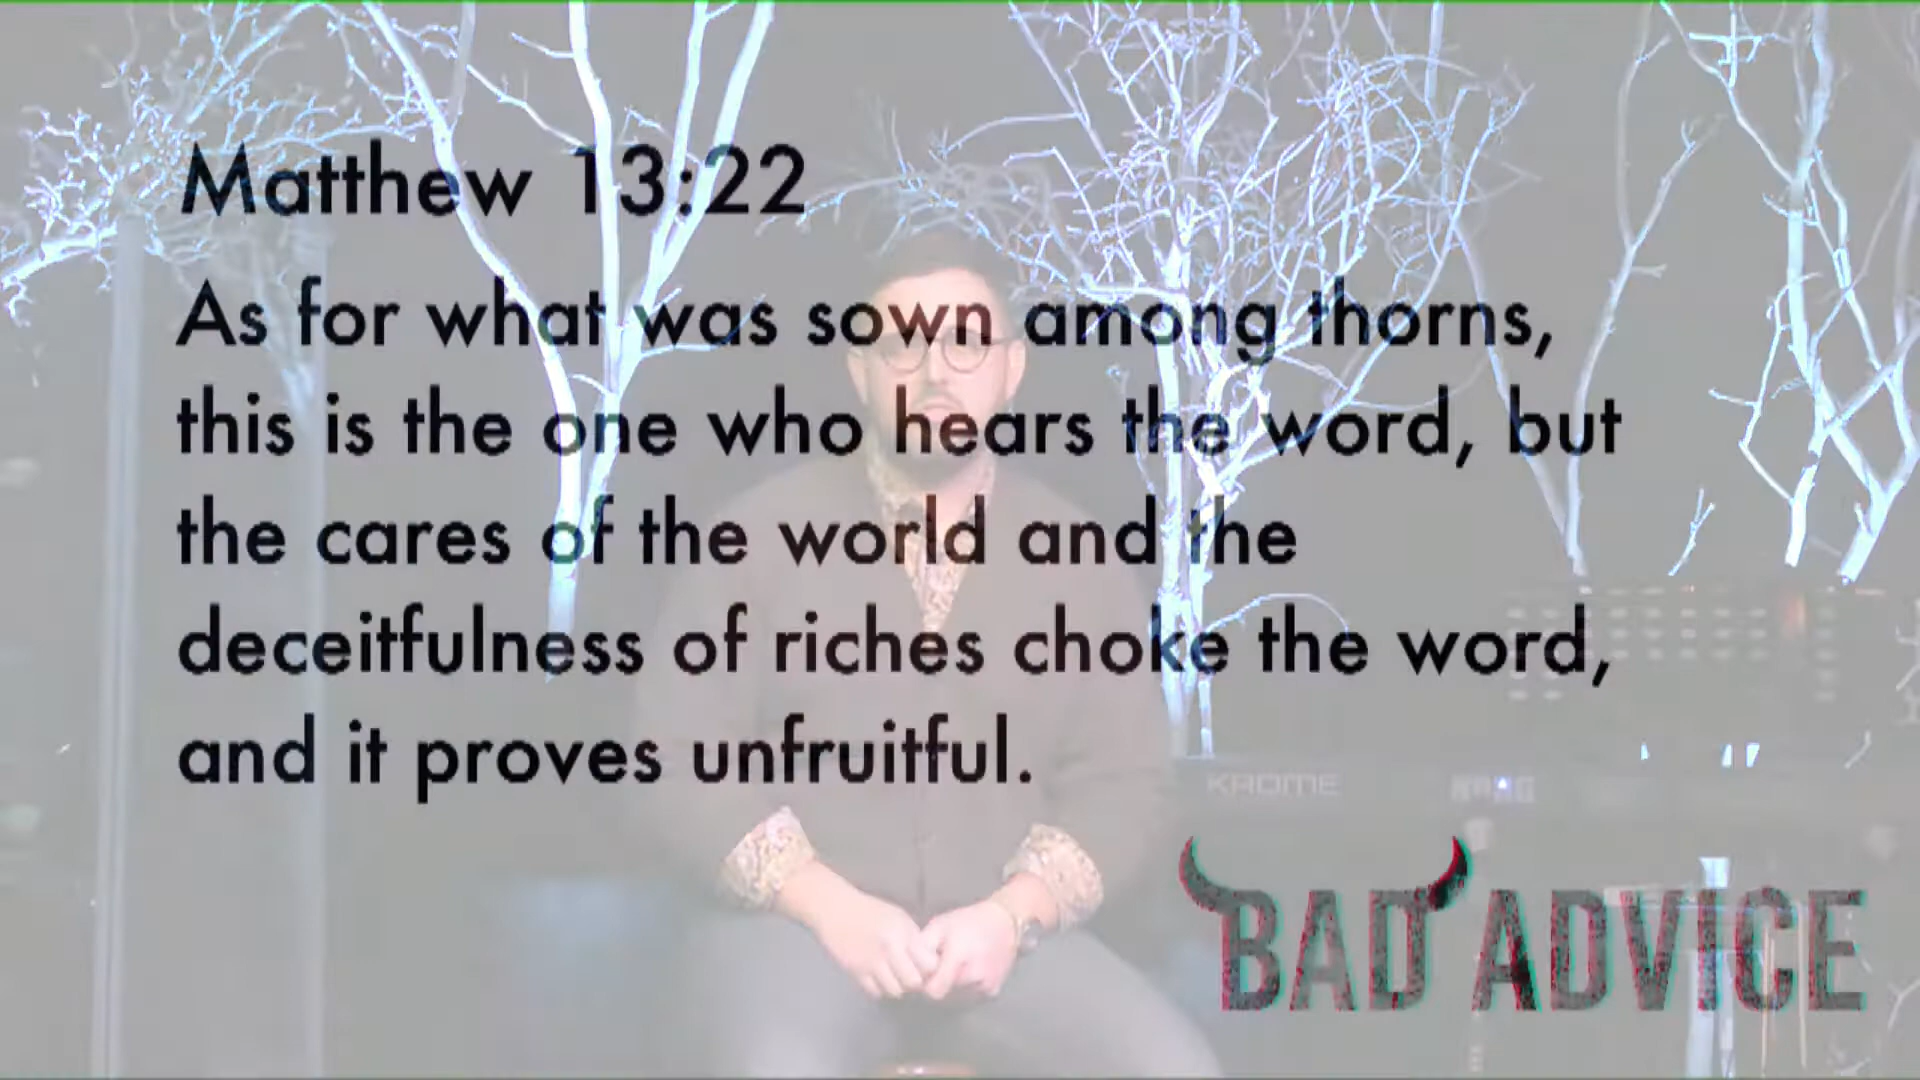 Matthew 13:22
As for what was sown among thorns,
this is the one who hears the word, but
the cares of the world and the
deceitfulness of riches choke the word,
and it proves unfruitful.
KROME
BAD ADVICE